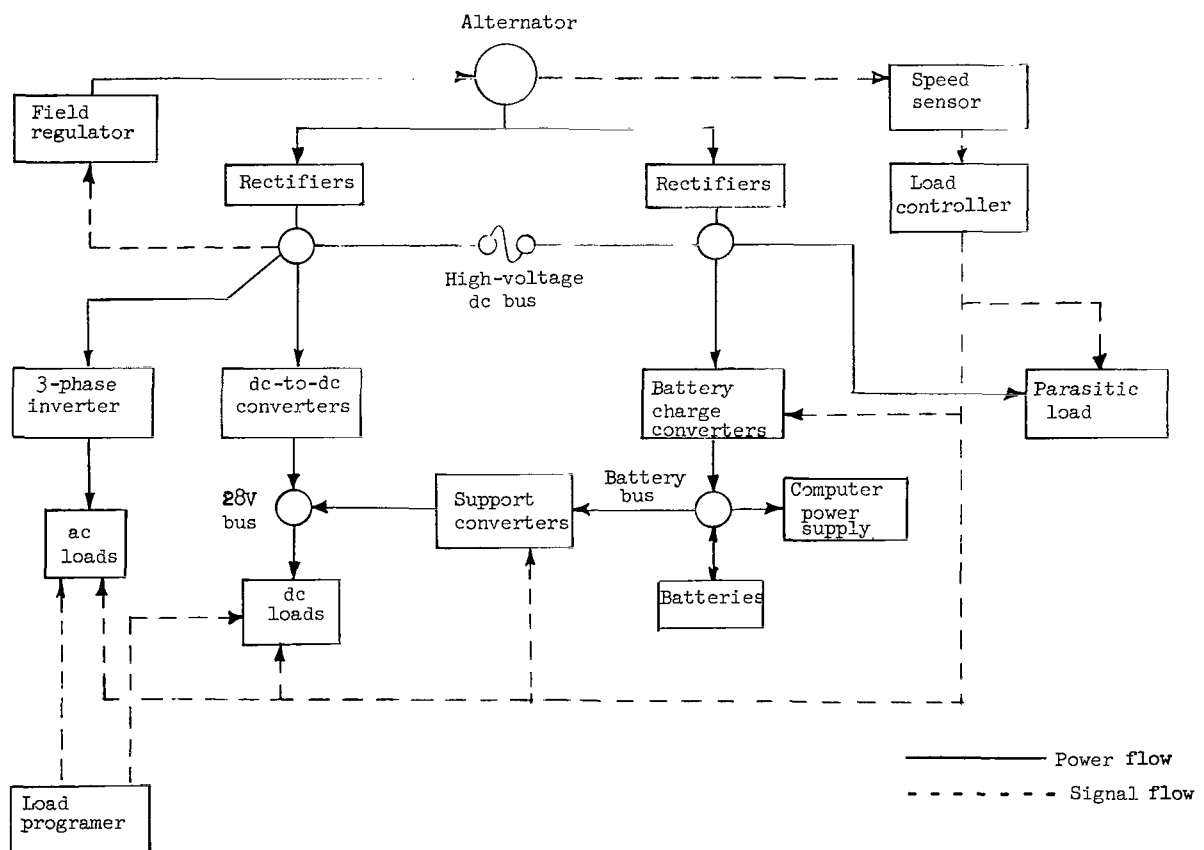 Alternator
Field
regulator
Speed
sensor
Rectifiers
Rectifiers
Load
controller
High-voltage
dc bus
3-phase
inverter
dc-to-dc
converters
Battery
charge
converters
Parasitic
load
28V
bus
Support
converters
Battery
bus
Computer
power
supply
ac
loads
dc
loads
Batteries
Power flow
Signal flow
Load
programer